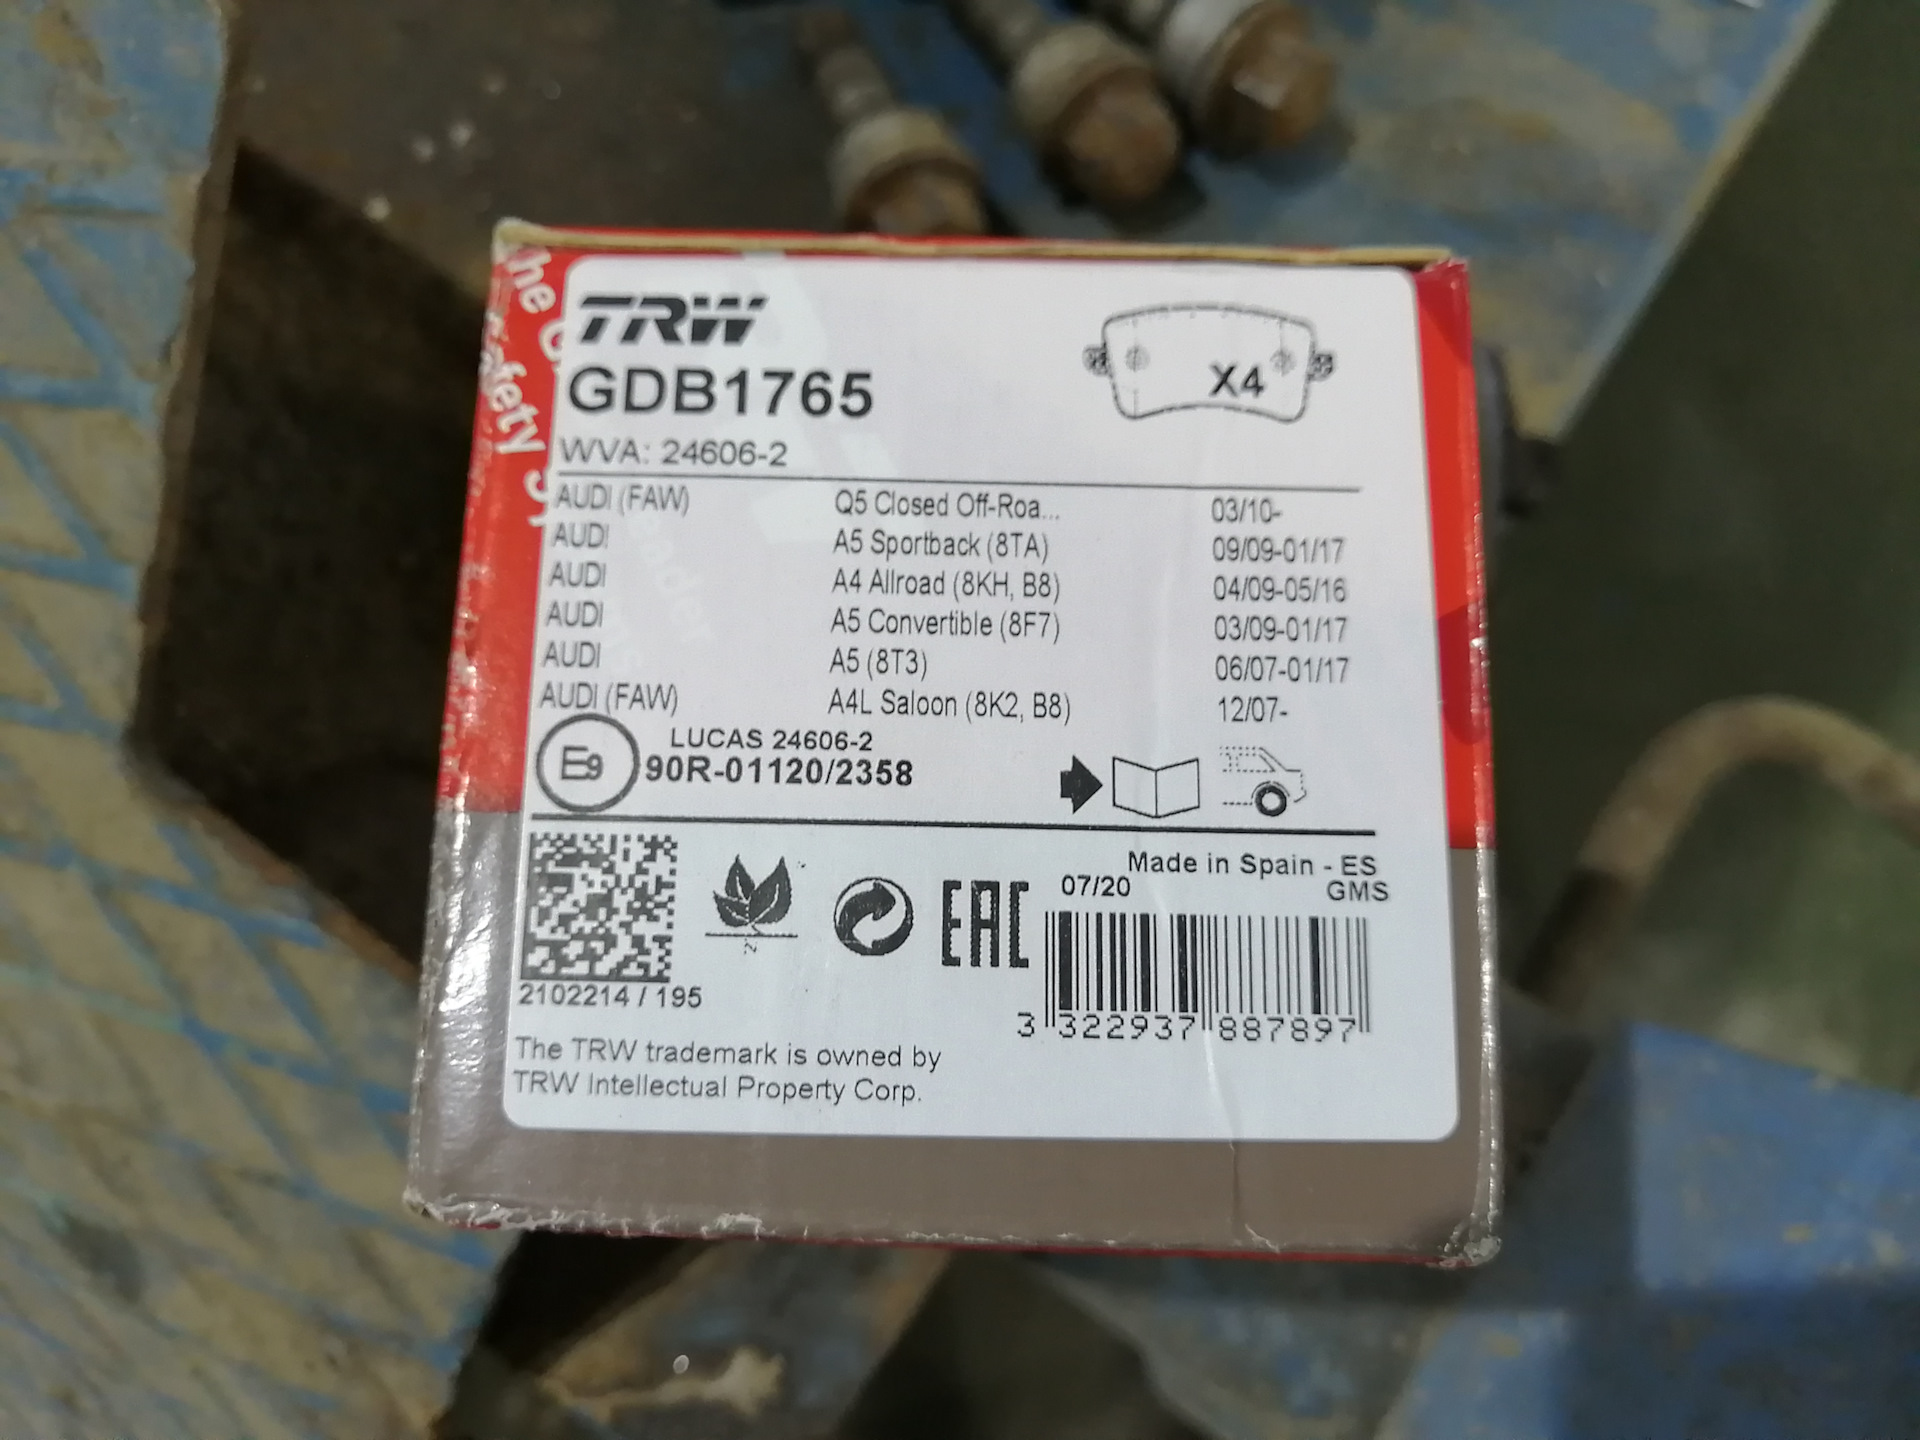 TRW
GDB1765
X4
WVA: 24606-2
AUDI (FAW) Q5 Closed Off-Roa... 03/10-
AUDI A5 Sportback (8TA) 09/09-01/17
AUDI A4 Allroad (8KH, B8) 04/09-05/16
AUDI A5 Convertible (8F7) 03/09-01/17
AUDI A5 (8T3) 06/07-01/17
AUDI (FAW) A4L Saloon (8K2, B8) 12/07-
LUCAS 24606-2
E9 90R-01120/2358
Made in Spain - ES
07/20 GMS
EAC
2102214 / 195
3 322937 887897
The TRW trademark is owned by
TRW Intellectual Property Corp.